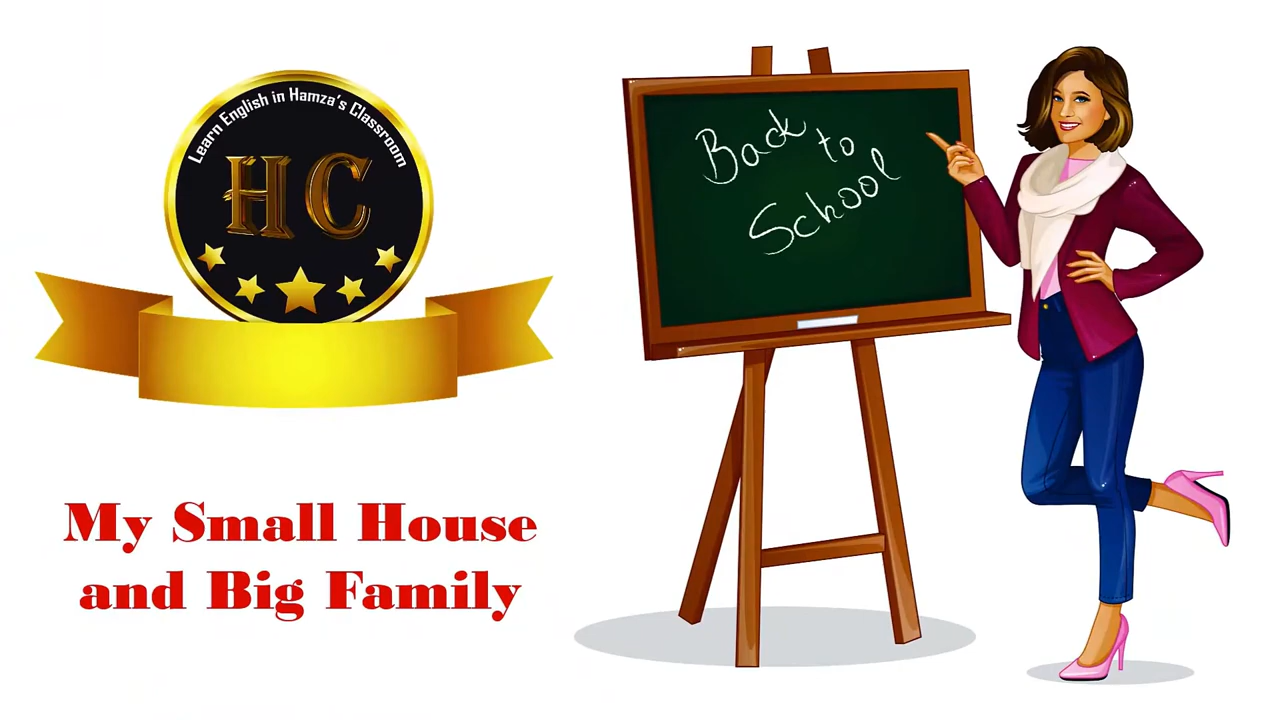 Learn English in Hamza's Classroom
HC
My Small House
and Big Family
Back
to
School